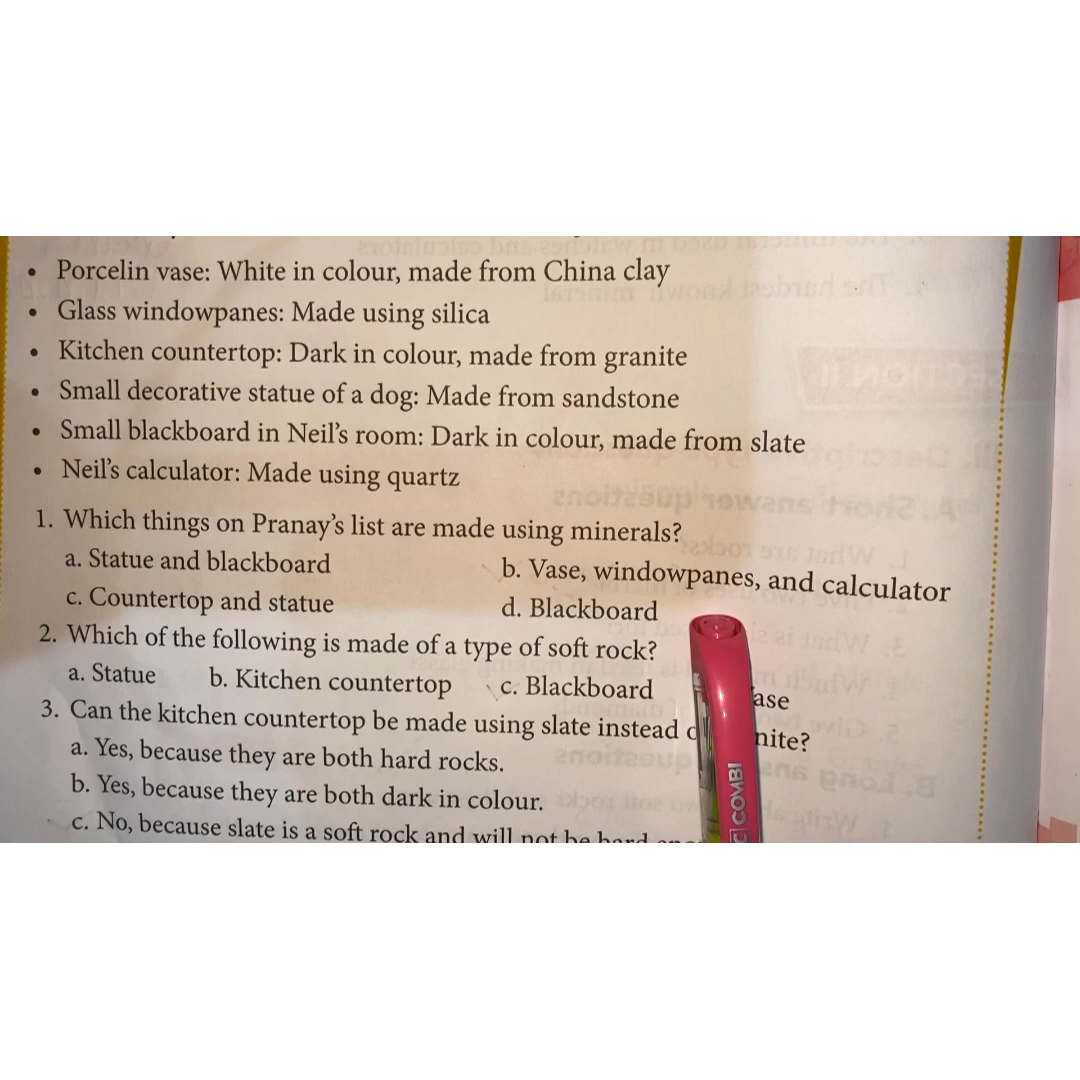 • Porcelin vase: White in colour, made from China clay
• Glass windowpanes: Made using silica
• Kitchen countertop: Dark in colour, made from granite
• Small decorative statue of a dog: Made from sandstone
• Small blackboard in Neil's room: Dark in colour, made from slate
• Neil's calculator: Made using quartz
1. Which things on Pranay's list are made using minerals?
a. Statue and blackboard b. Vase, windowpanes, and calculator
c. Countertop and statue d. Blackboard
2. Which of the following is made of a type of soft rock?
a. Statue b. Kitchen countertop c. Blackboard ase
3. Can the kitchen countertop be made using slate instead nite?
a. Yes, because they are both hard rocks.
b. Yes, because they are both dark in colour.
c. No, because slate is a soft rock and will not be hard
COMBI